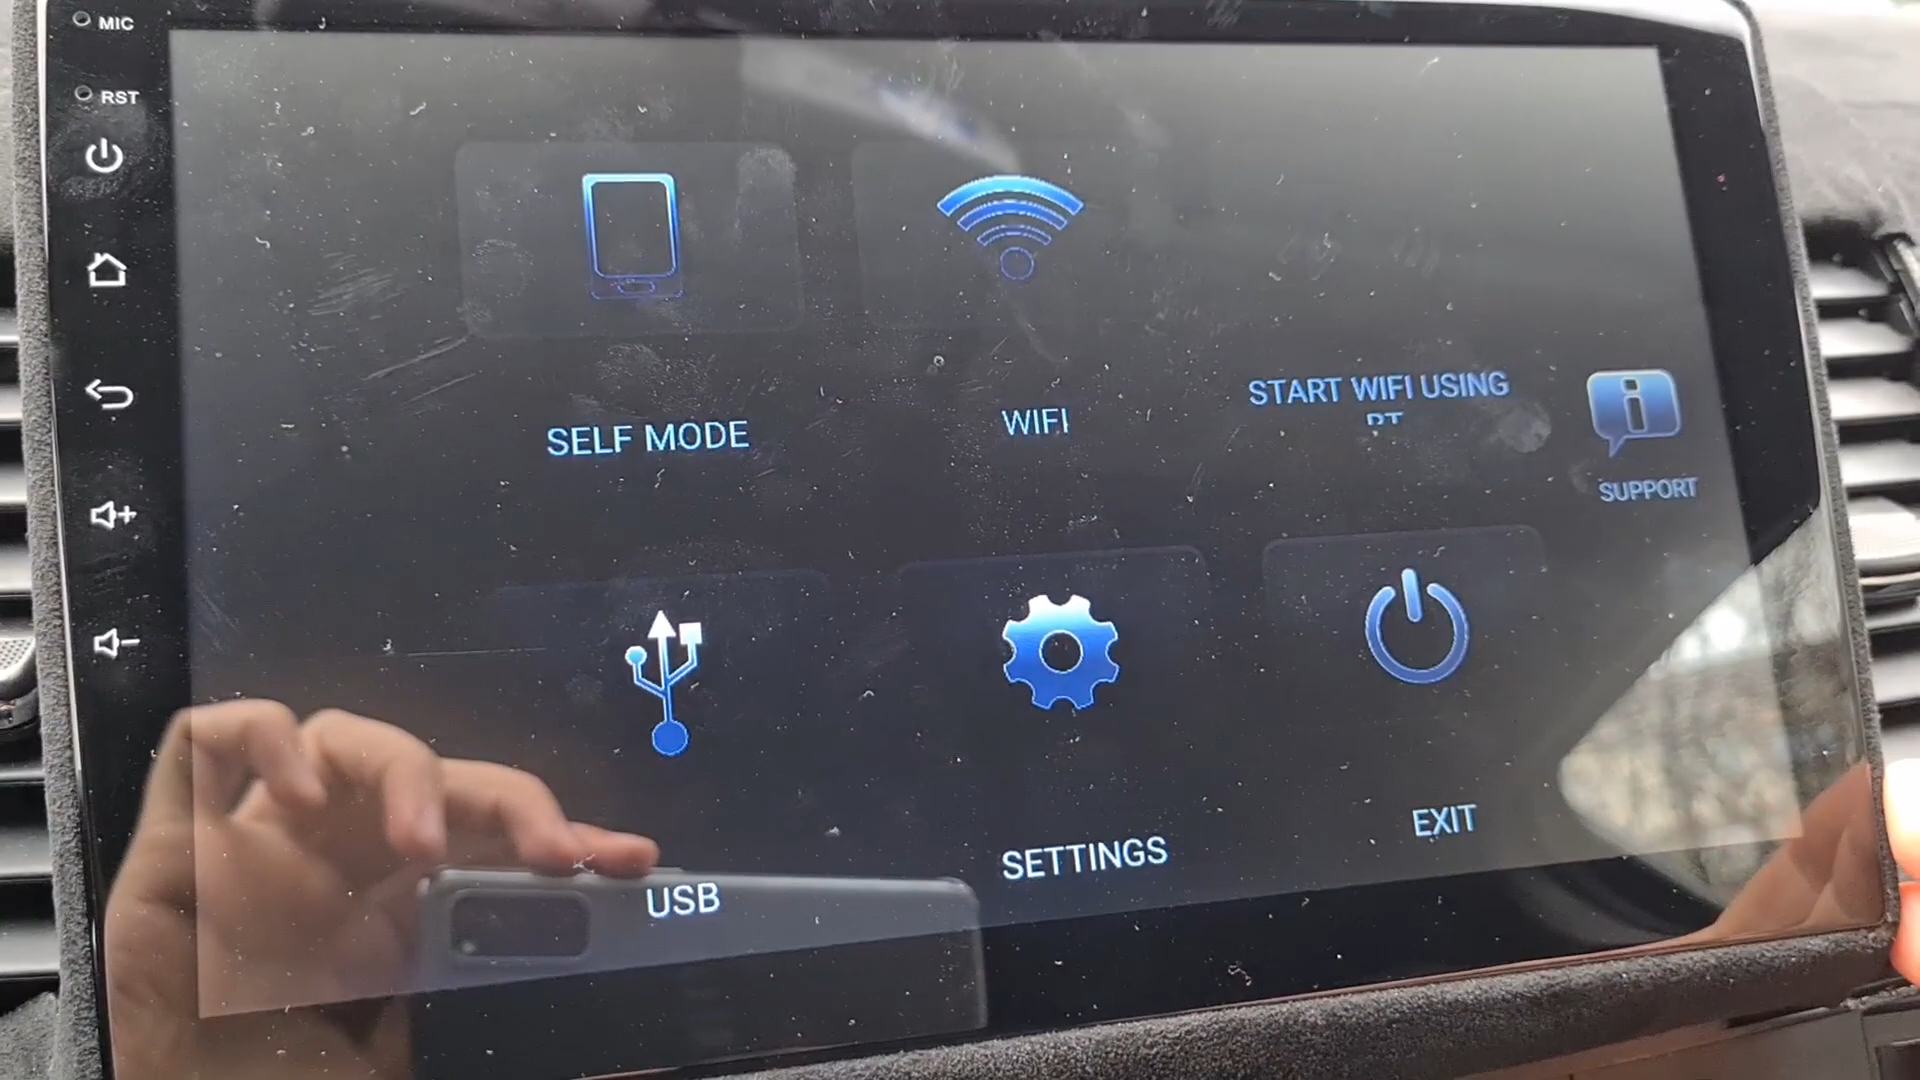 MIC
RST
SELF MODE
WIFI
START WIFI USING
SUPPORT
USB
SETTINGS
EXIT